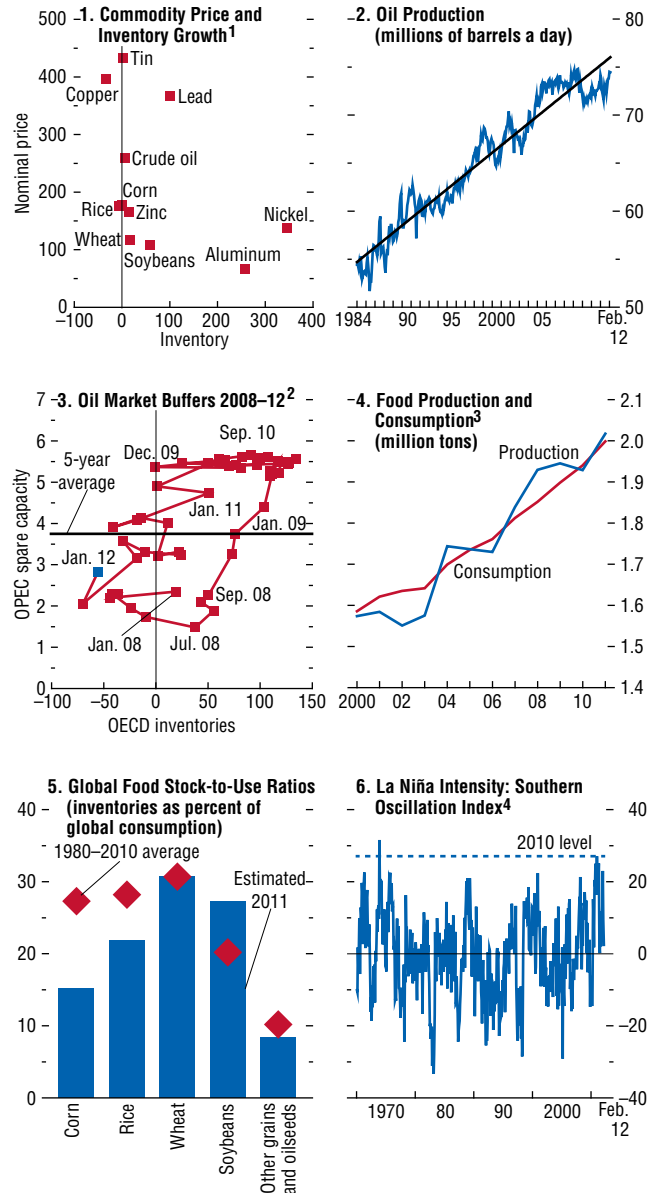 1. Commodity Price and
Inventory Growth1
500
400
300
200
100
0
Nominal price
Tin
Copper
Lead
Crude oil
Corn
Rice
Zinc
Nickel
Wheat
Soybeans
Aluminum
–100 0 100 200 300 400
Inventory
2. Oil Production
(millions of barrels a day)
80
70
60
50
1984 90 95 2000 05 Feb.
12
3. Oil Market Buffers 2008–122
7
6
5
4
3
2
1
0
OPEC spare capacity
Dec. 09
Sep. 10
5-year
average
Jan. 11
Jan. 09
Jan. 12
Sep. 08
Jan. 08
Jul. 08
–100 –50 0 50 100 150
OECD inventories
4. Food Production and
Consumption3
(million tons)
2.1
2.0
1.9
1.8
1.7
1.6
1.5
1.4
Production
Consumption
2000 02 04 06 08 10
5. Global Food Stock-to-Use Ratios
(inventories as percent of
global consumption)
40
30
20
10
0
1980–2010 average
Estimated
2011
Corn
Rice
Wheat
Soybeans
Other grains
and oilseeds
6. La Niña Intensity: Southern
Oscillation Index4
40
20
0
–20
–40
2010 level
1970 80 90 2000 Feb.
12